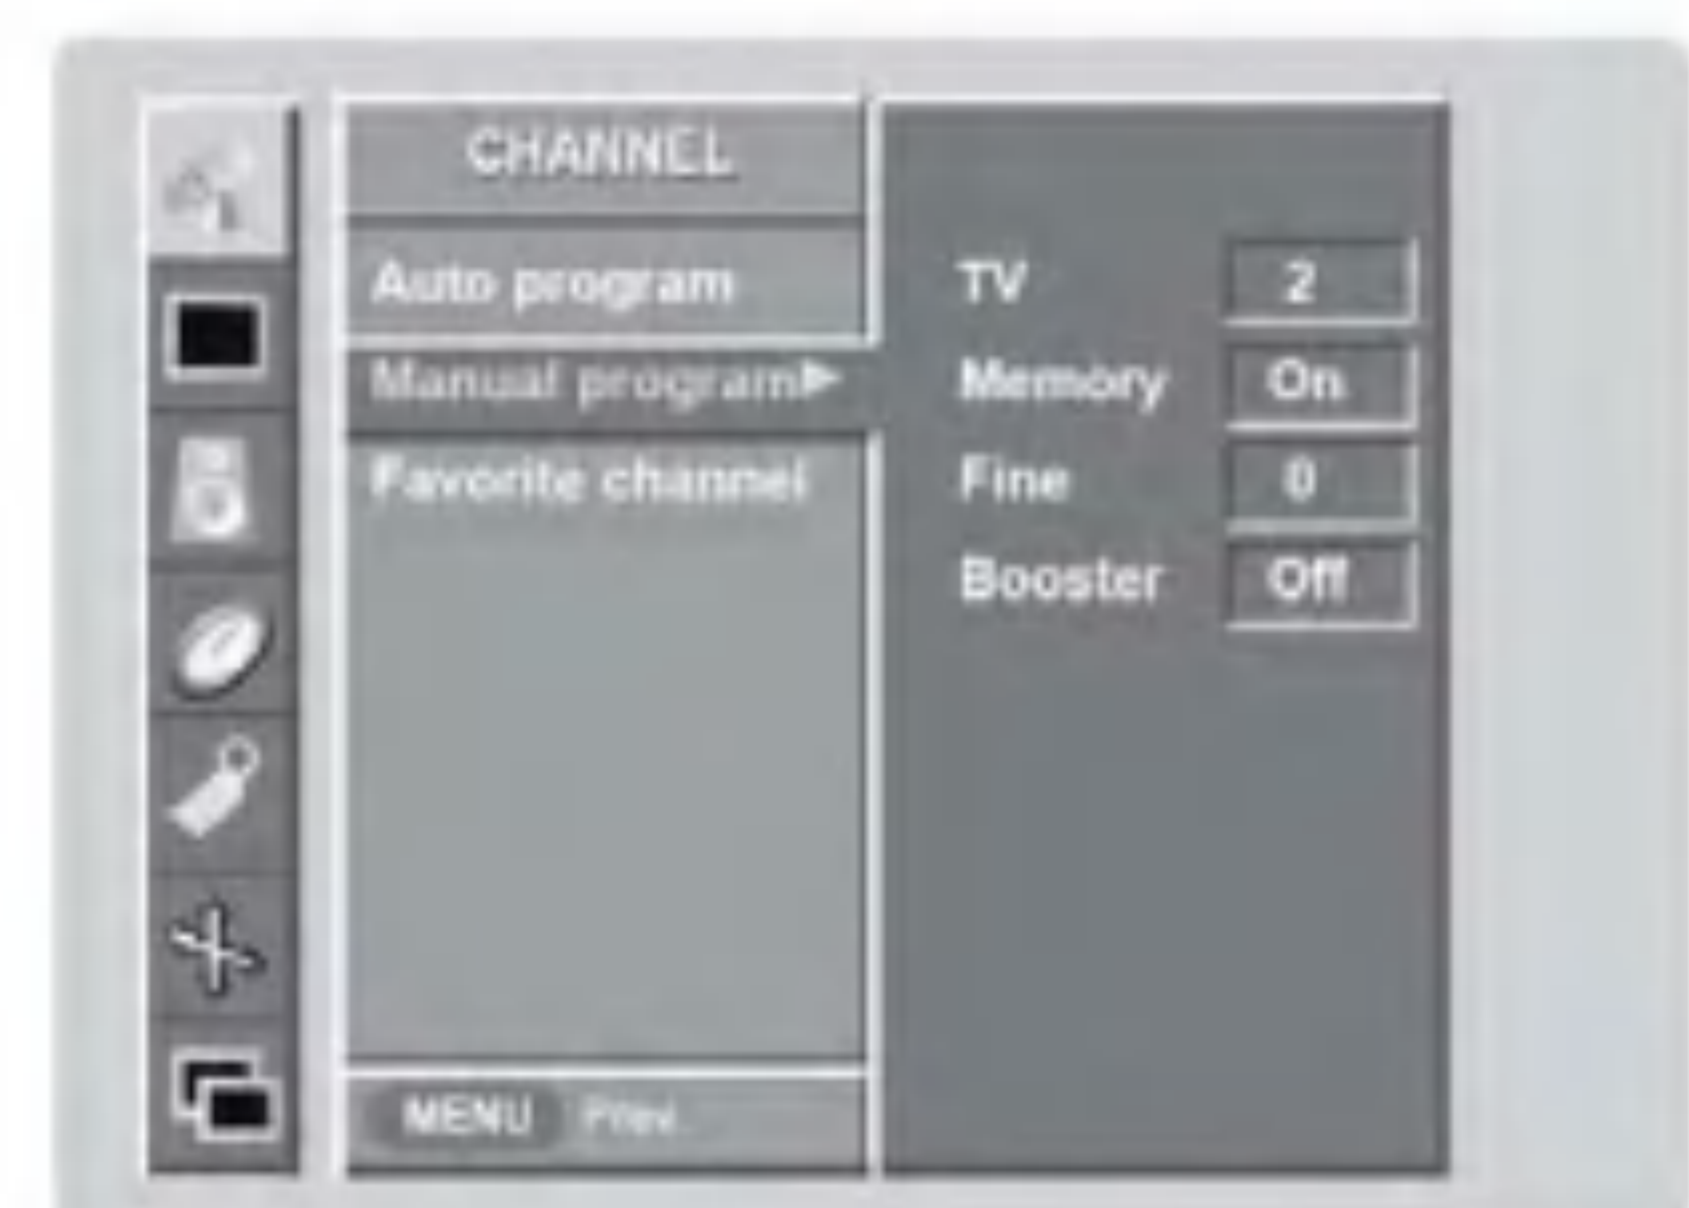 CHANNEL
Auto program
Manual program▶
Favorite channel
TV 2
Memory On
Fine 0
Booster Off
MENU Prev.